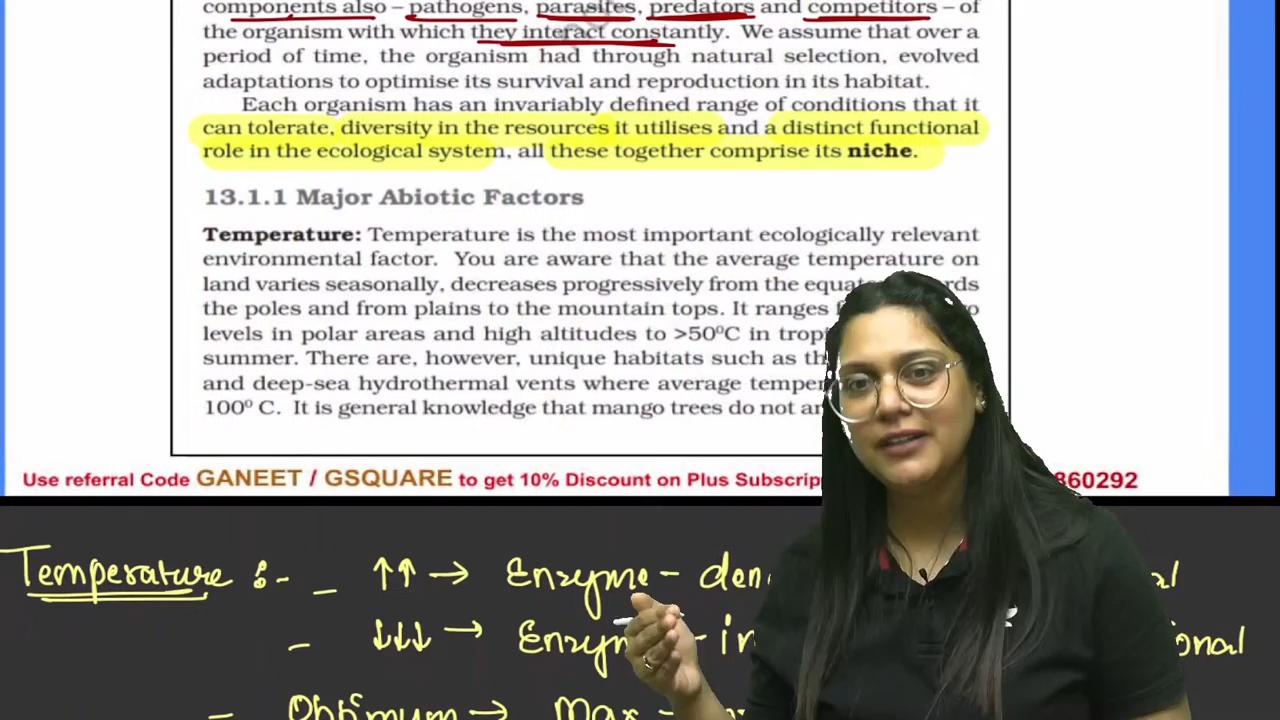 components also – pathogens, parasites, predators and competitors – of
the organism with which they interact constantly. We assume that over a
period of time, the organism had through natural selection, evolved
adaptations to optimise its survival and reproduction in its habitat.
Each organism has an invariably defined range of conditions that it
can tolerate, diversity in the resources it utilises and a distinct functional
role in the ecological system, all these together comprise its niche.
13.1.1 Major Abiotic Factors
Temperature: Temperature is the most important ecologically relevant
environmental factor. You are aware that the average temperature on
land varies seasonally, decreases progressively from the
the poles and from plains to the mountain tops. It ranges
levels in polar areas and high altitudes to >50⁰C in
summer. There are, however, unique habitats such as
and deep-sea hydrothermal vents where average
100⁰ C. It is general knowledge that mango trees do not
Use referral Code GANEET / GSQUARE to get 10% Discount on Plus 860292
Temperature :- - ↑↑ → Enzyme -
- ↓↓↓ → -
= Optimum → Max -